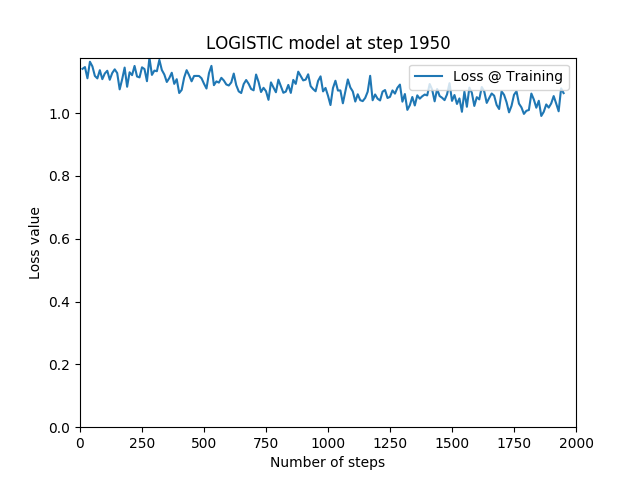 LOGISTIC model at step 1950
Loss @ Training
1.0
0.8
0.6
0.4
0.2
0.0
Loss value
0 250 500 750 1000 1250 1500 1750 2000
Number of steps